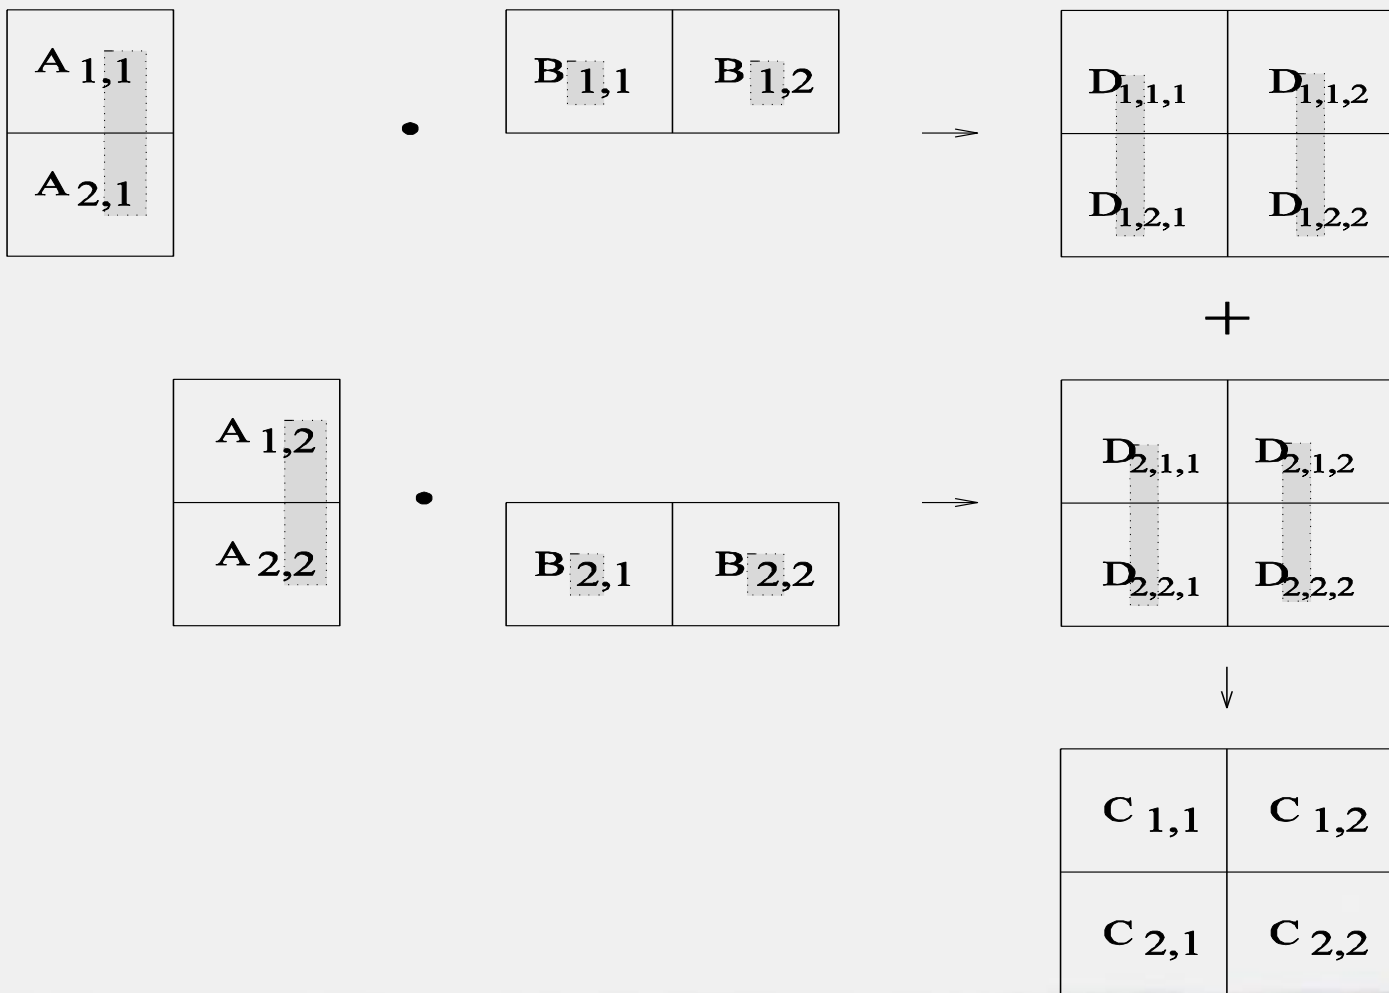 A 1,1 B 1,1 B 1,2 D1,1,1 D1,1,2
•
→
A 2,1 D1,2,1 D1,2,2
+
A 1,2 D2,1,1 D2,1,2
•
→
A 2,2 B 2,1 B 2,2 D2,2,1 D2,2,2
↓
C 1,1 C 1,2
C 2,1 C 2,2